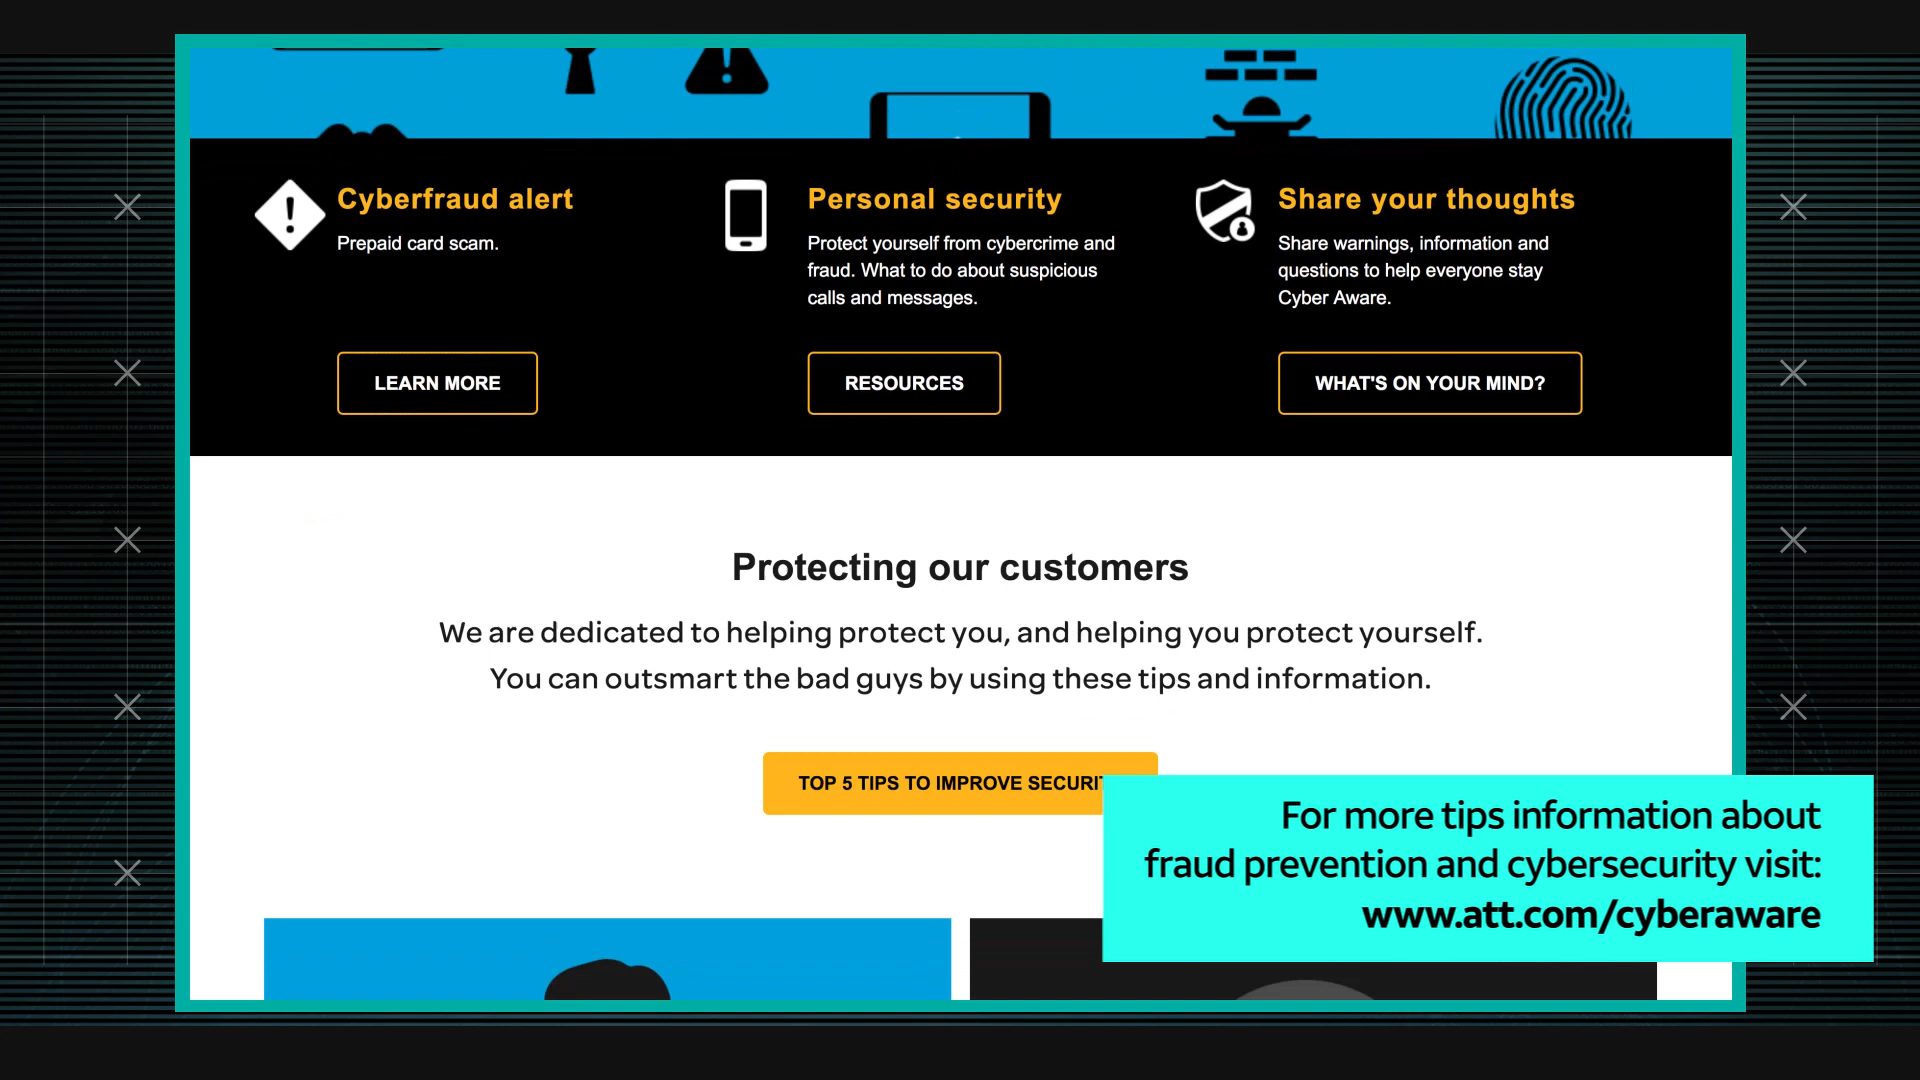 Cyberfraud alert
Prepaid card scam.
LEARN MORE
Personal security
Protect yourself from cybercrime and
fraud. What to do about suspicious
calls and messages.
RESOURCES
Share your thoughts
Share warnings, information and
questions to help everyone stay
Cyber Aware.
WHAT'S ON YOUR MIND?
Protecting our customers
We are dedicated to helping protect you, and helping you protect yourself.
You can outsmart the bad guys by using these tips and information.
TOP 5 TIPS TO IMPROVE
For more tips information about
fraud prevention and cybersecurity visit:
www.att.com/cyberaware